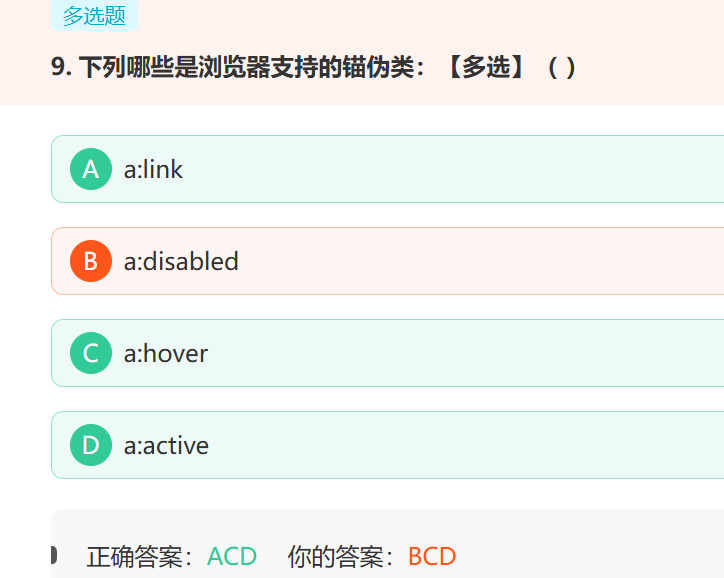 多选题
9. 下列哪些是浏览器支持的锚伪类：【多选】（ ）
A a:link
B a:disabled
C a:hover
D a:active
正确答案：ACD 你的答案：BCD